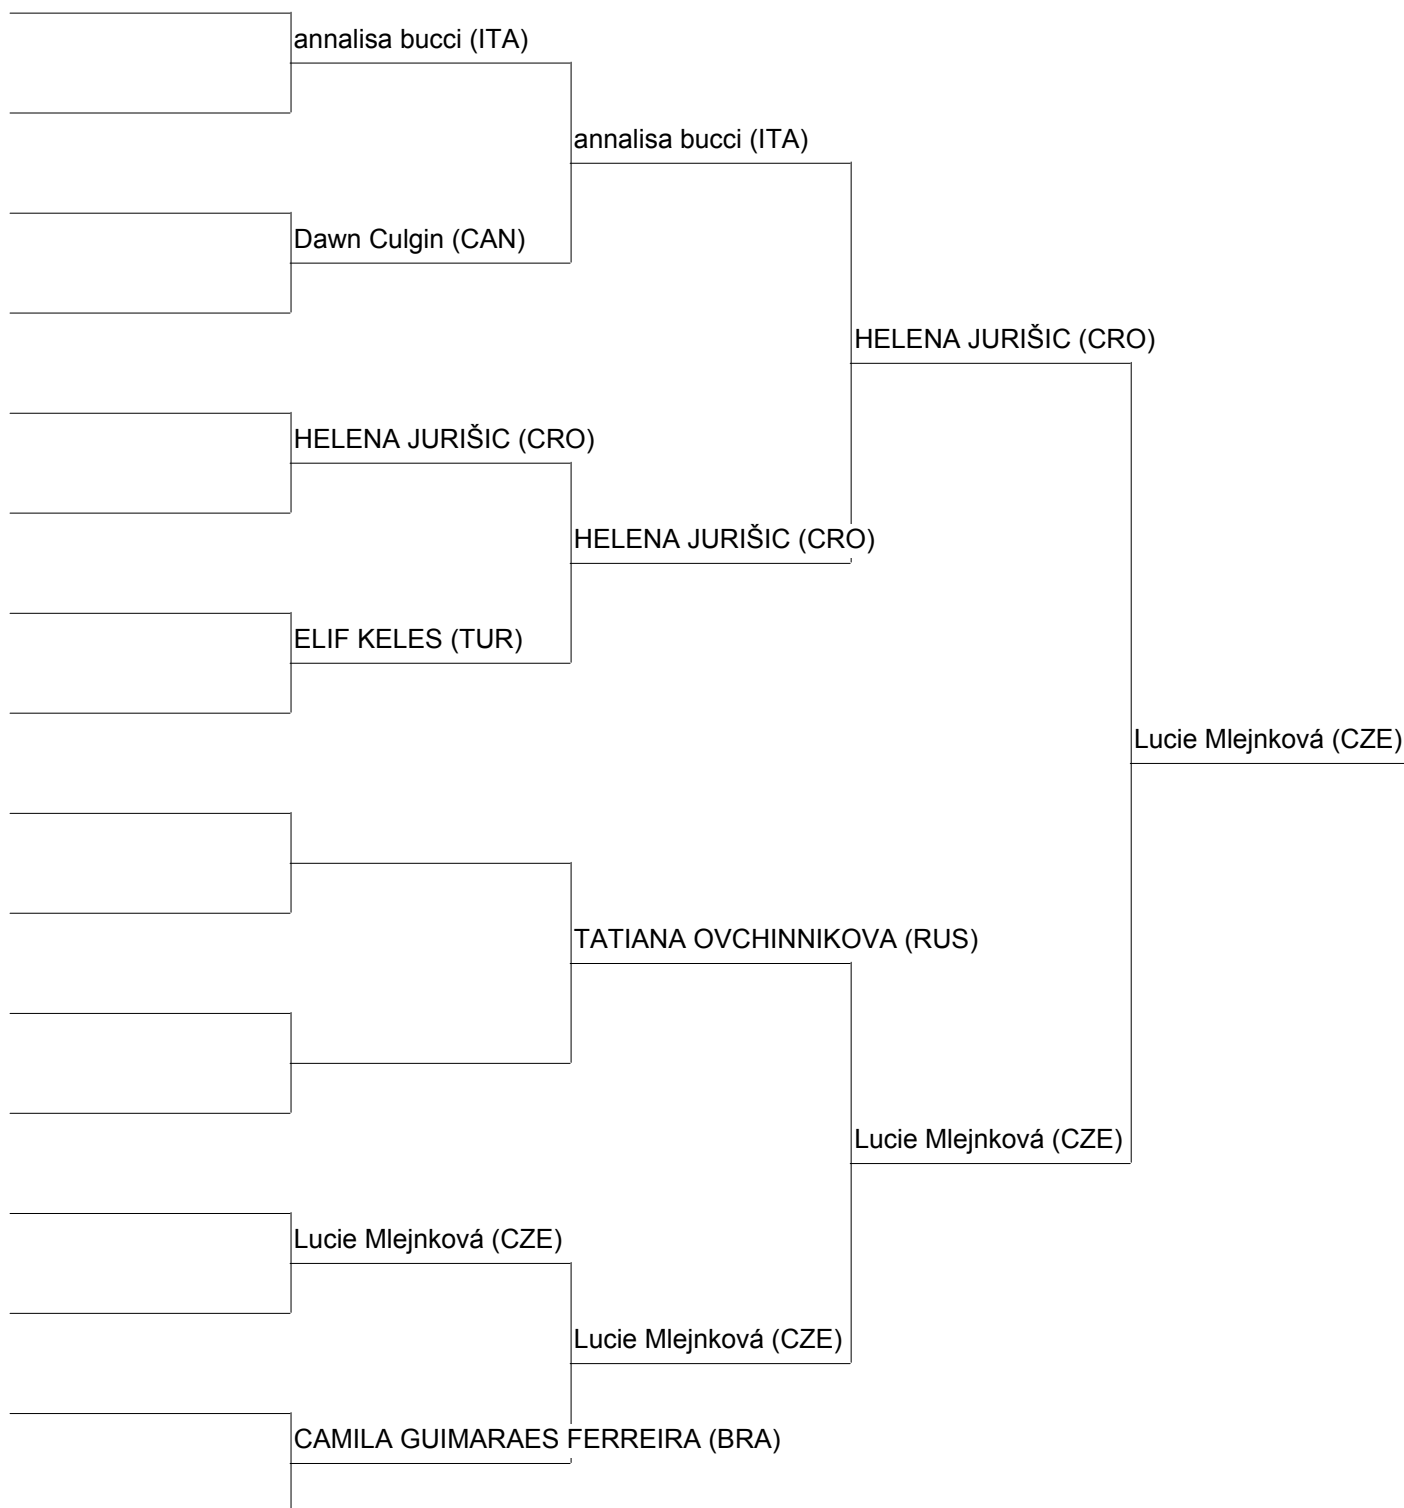 annalisa bucci (ITA)
annalisa bucci (ITA)
Dawn Culgin (CAN)
HELENA JURIŠIC (CRO)
HELENA JURIŠIC (CRO)
HELENA JURIŠIC (CRO)
ELIF KELES (TUR)
Lucie Mlejnková (CZE)
TATIANA OVCHINNIKOVA (RUS)
Lucie Mlejnková (CZE)
Lucie Mlejnková (CZE)
Lucie Mlejnková (CZE)
CAMILA GUIMARAES FERREIRA (BRA)